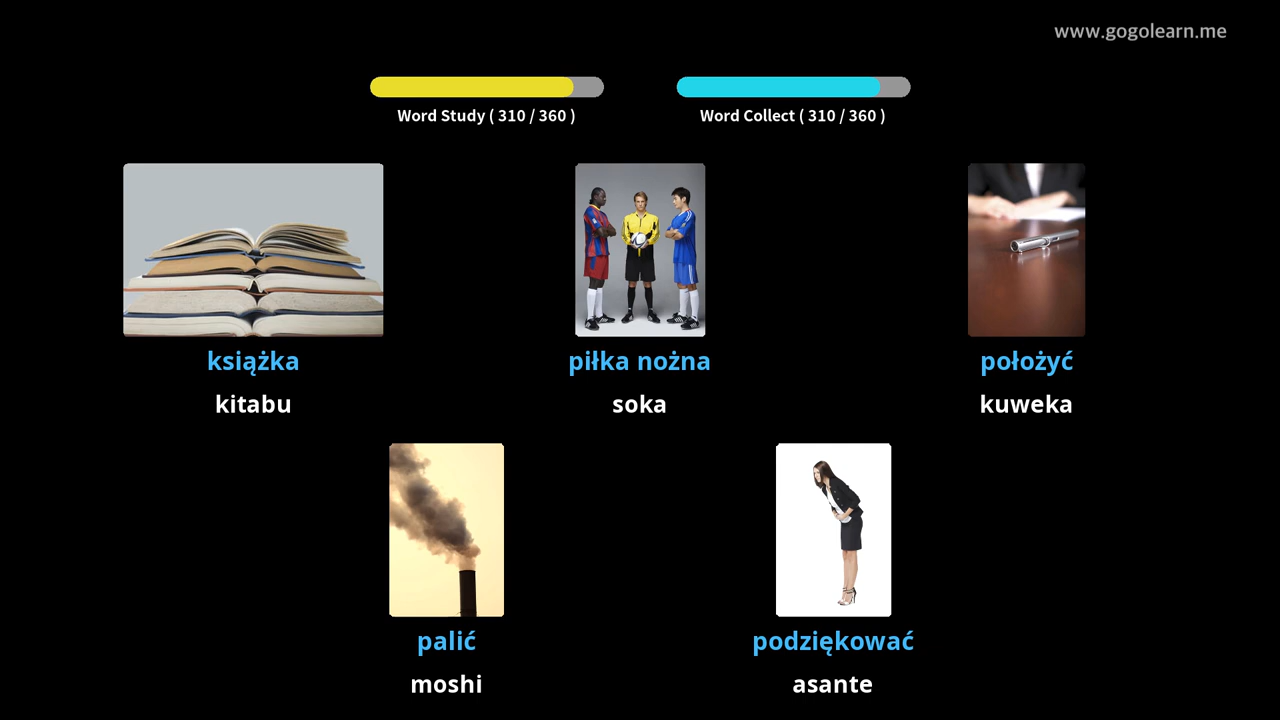 www.gogolearn.me
Word Study ( 310 / 360 )
Word Collect ( 310 / 360 )
książka
kitabu
piłka nożna
soka
położyć
kuweka
palić
moshi
podziękować
asante